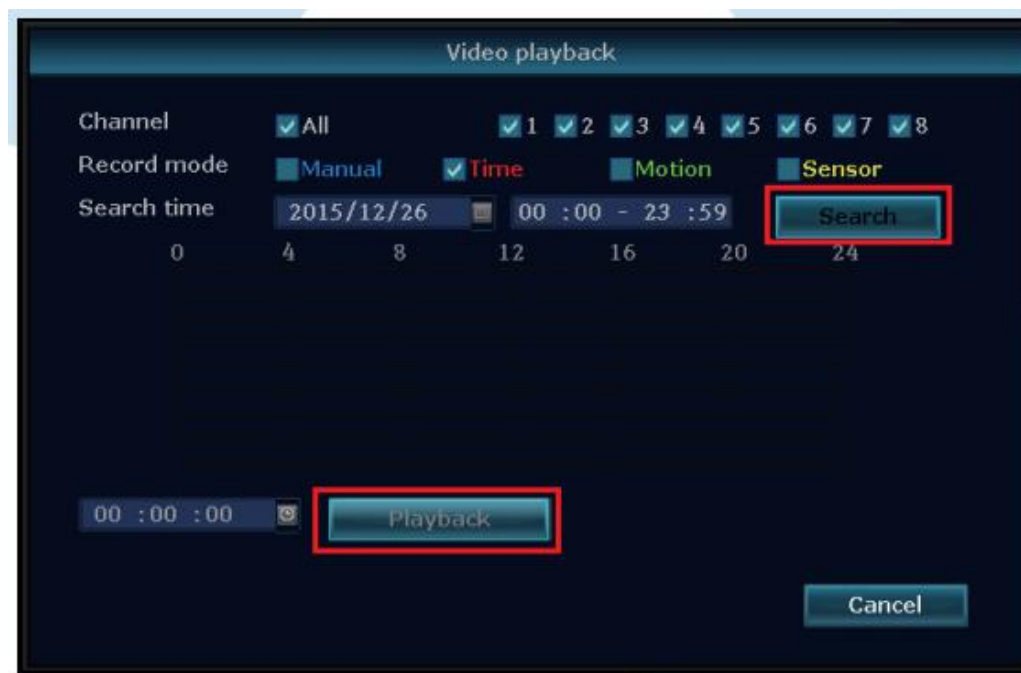 Video playback
Channel All 1 2 3 4 5 6 7 8
Record mode Manual Time Motion Sensor
Search time 2015/12/26 00 :00 - 23 :59 Search
0 4 8 12 16 20 24
00 :00 :00 Playback
Cancel